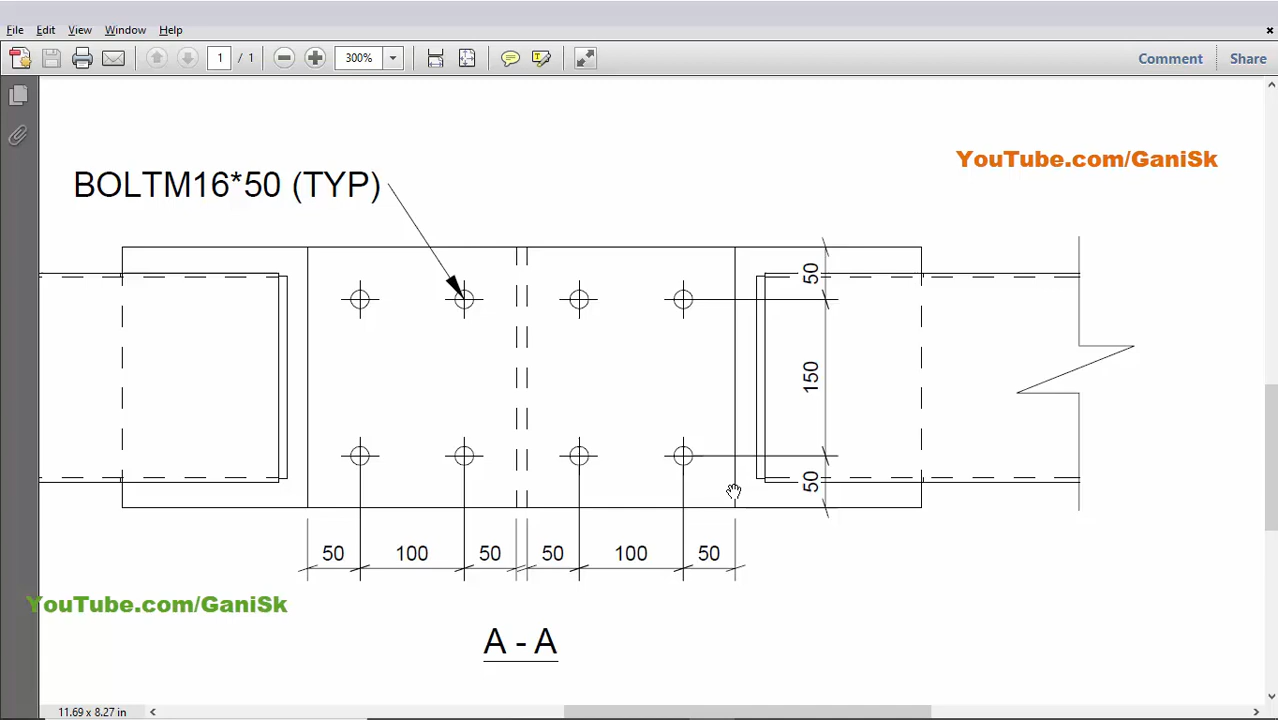 File Edit View Window Help
1 / 1 300% Comment Share
YouTube.com/GaniSk
BOLTM16*50 (TYP)
50
150
50
50 100 50 50 100 50
YouTube.com/GaniSk
A - A
11.69 x 8.27 in